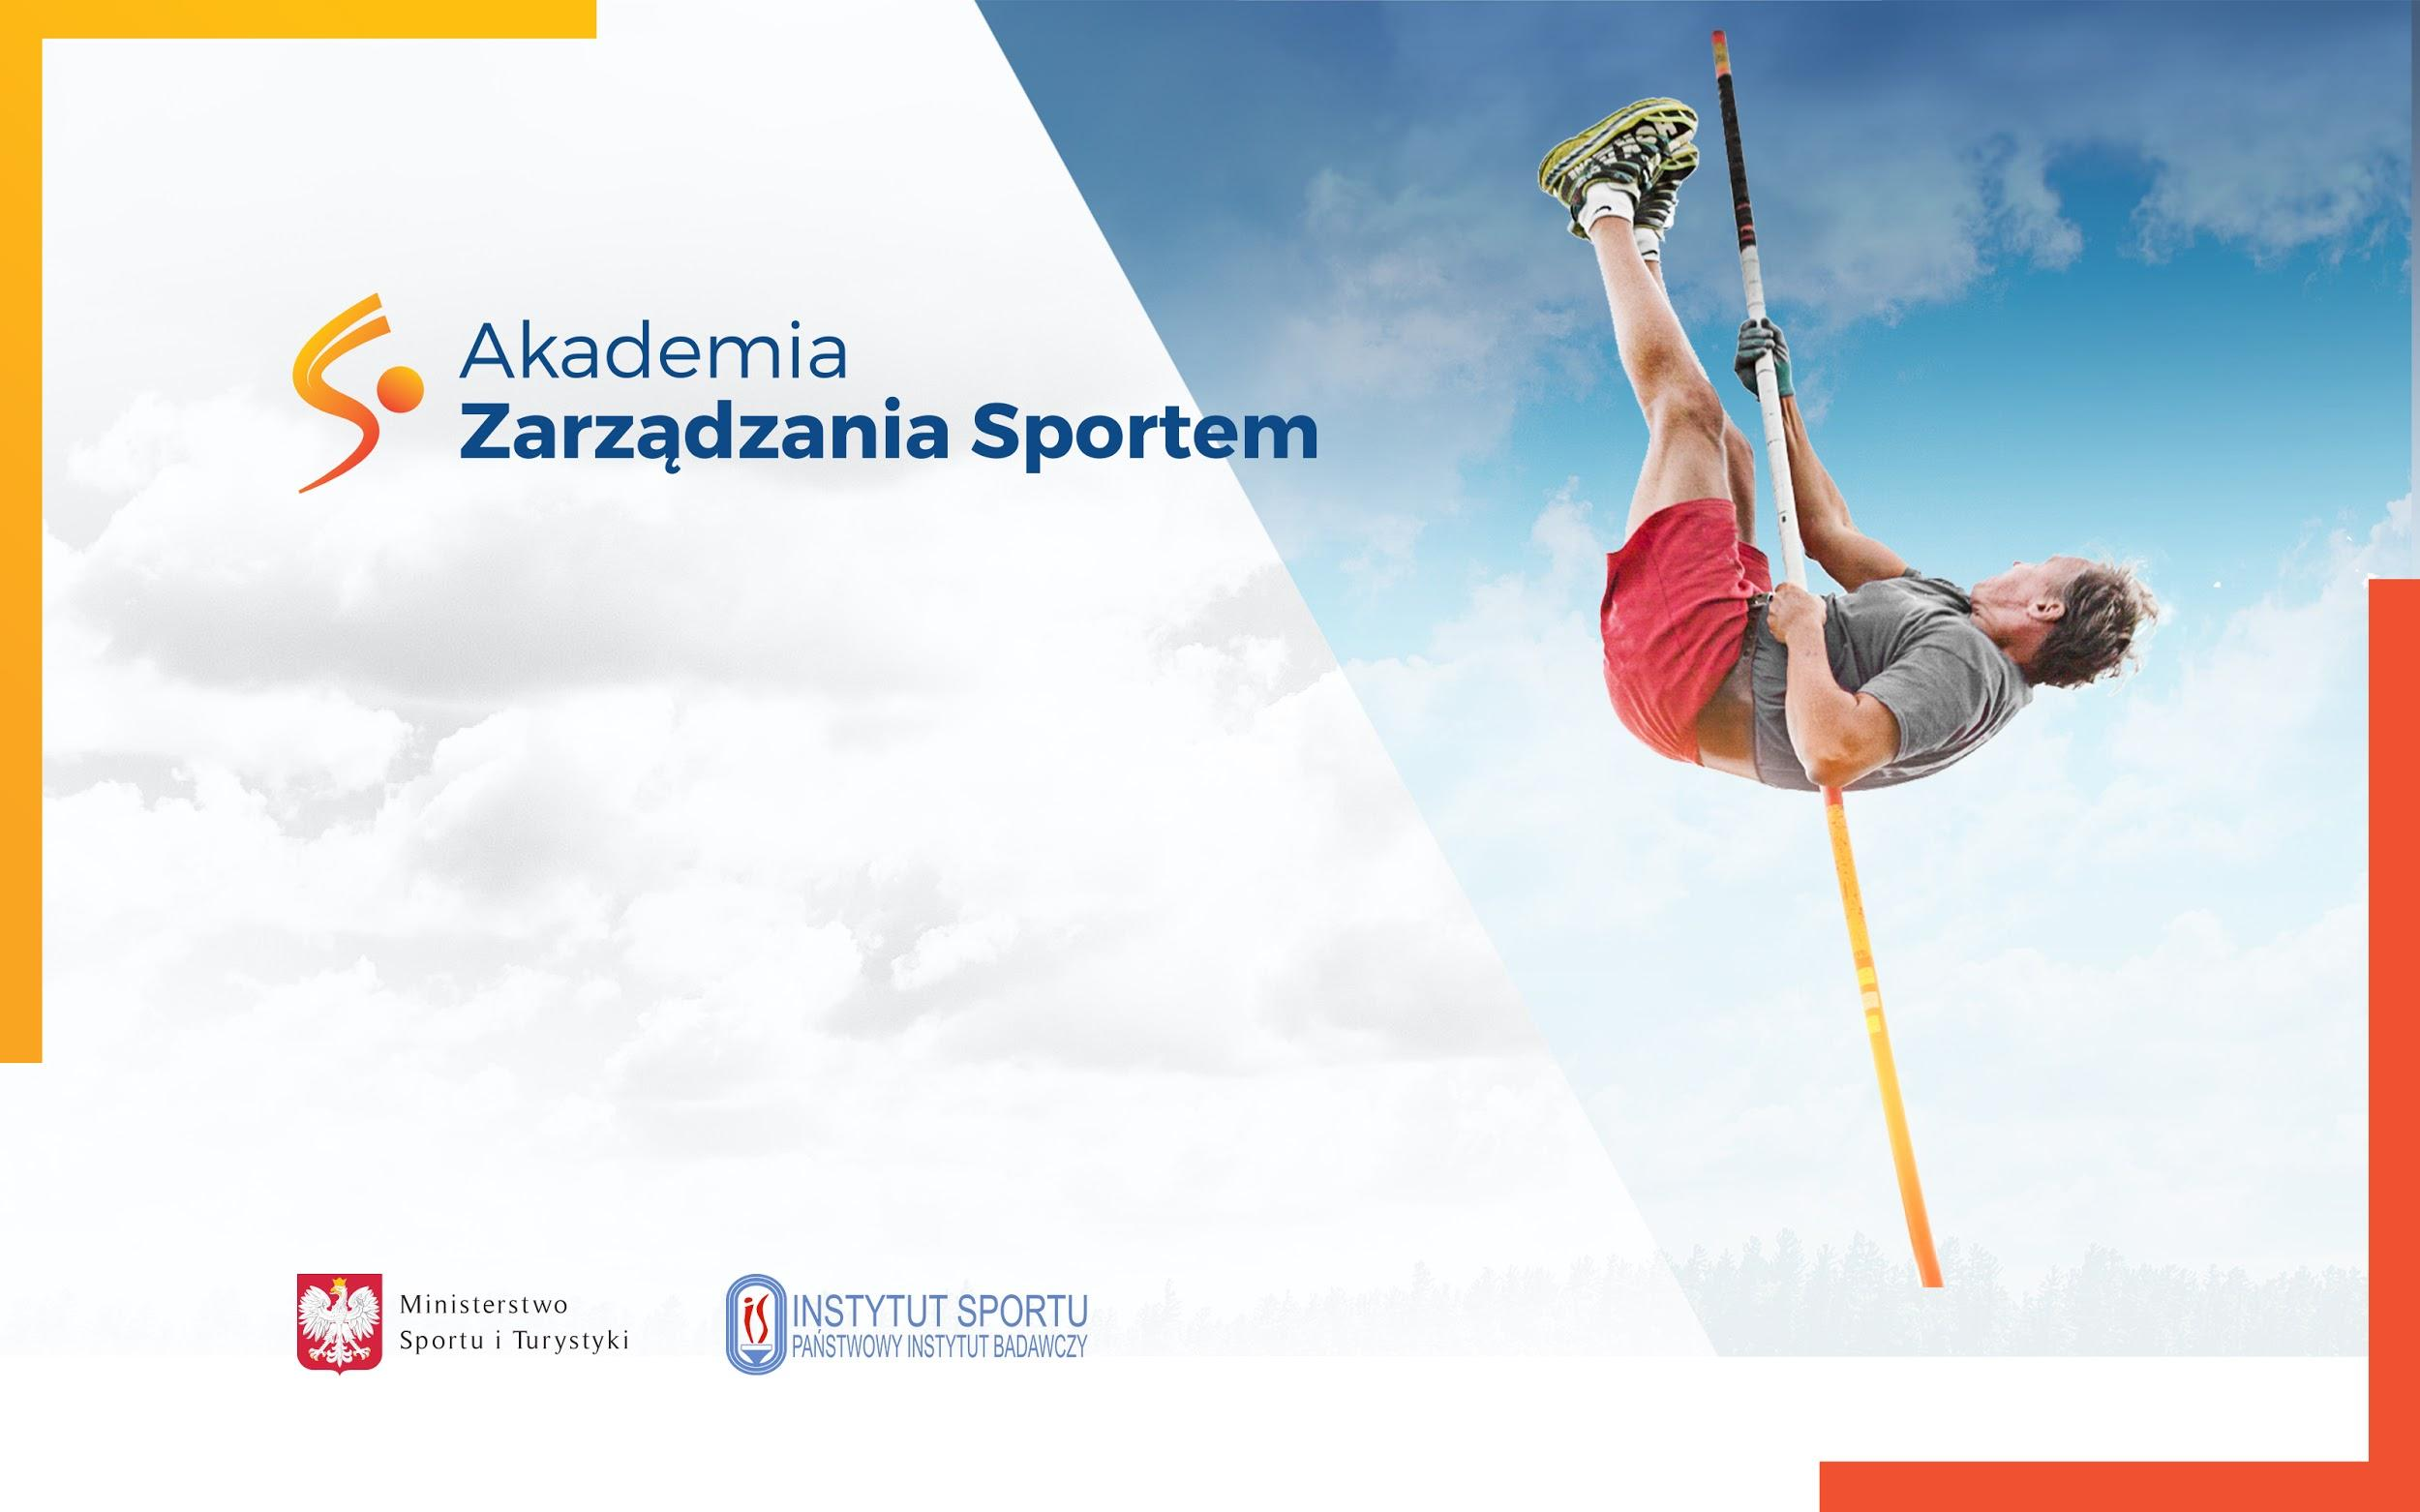 Akademia
Zarządzania Sportem
Ministerstwo
Sportu i Turystyki
INSTYTUT SPORTU
PAŃSTWOWY INSTYTUT BADAWCZY